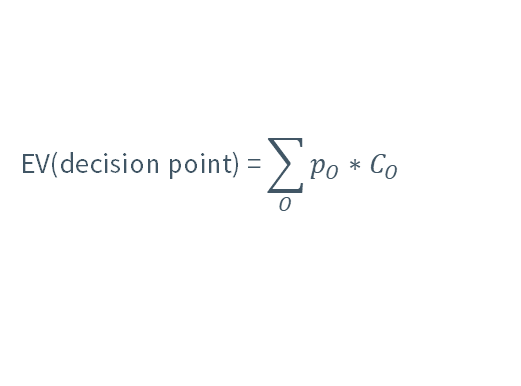 EV(decision point) = ∑ p_O * C_O
O